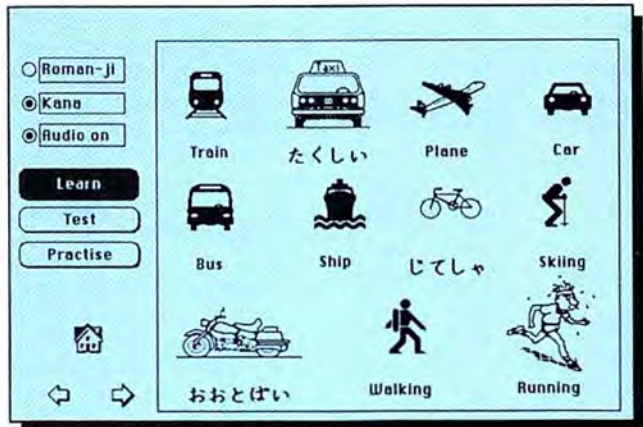 Roman-ji
Kana
Audio on
Learn
Test
Practise
Taxi
Train
たくしい
Plane
Car
Bus
Ship
じてしゃ
Skiing
おおとばい
Walking
Running